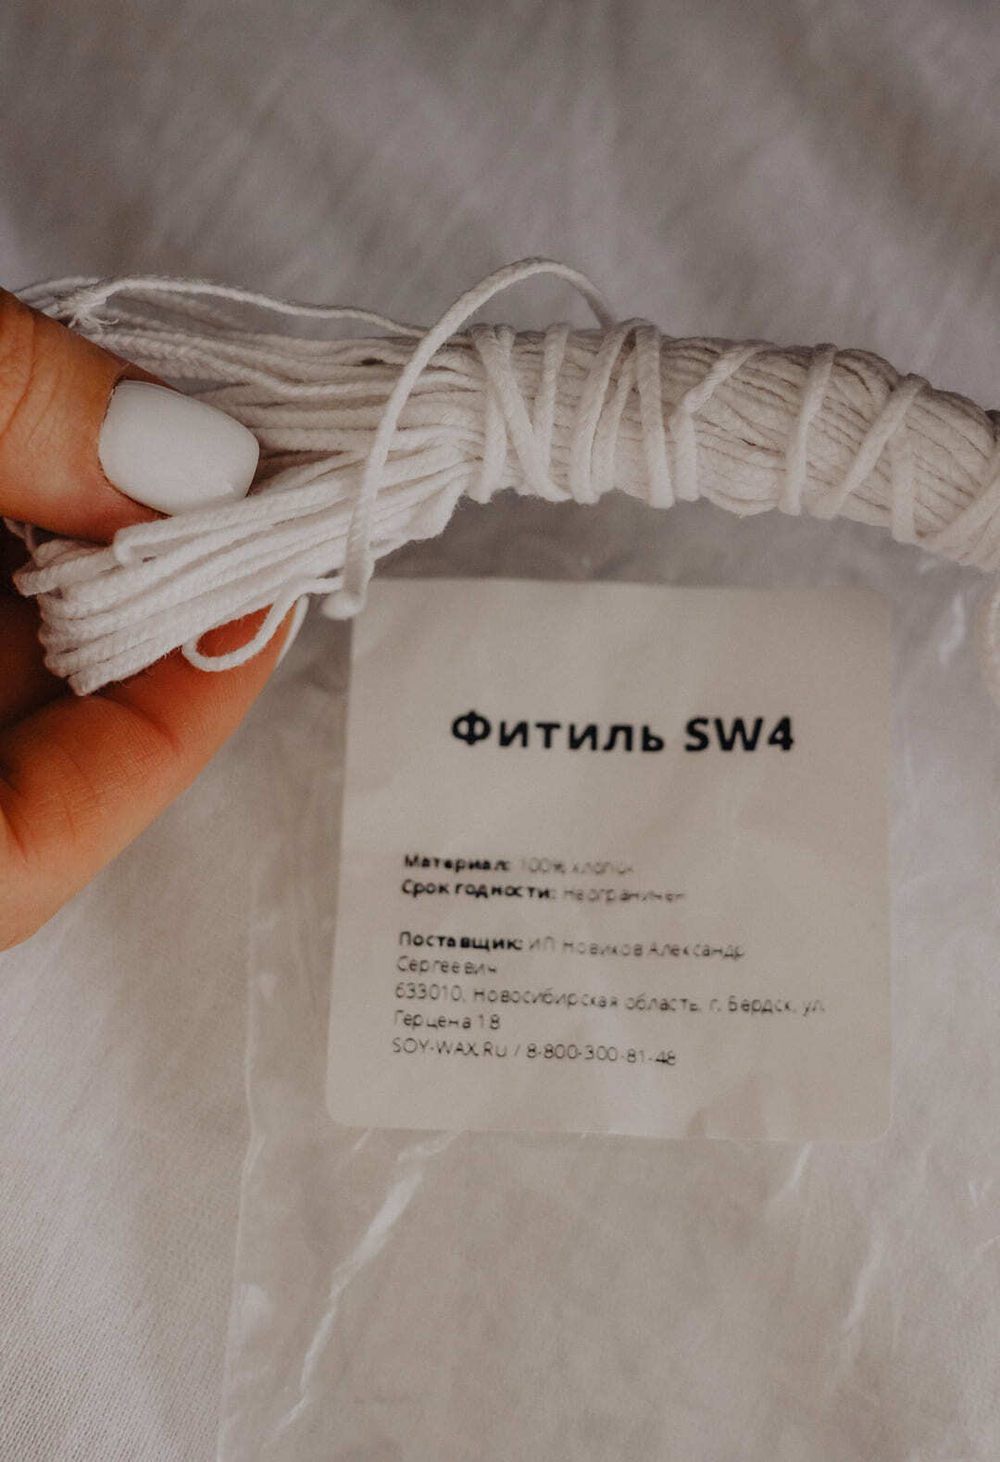 Фитиль SW4
Материал: 100% хлопок
Срок годности: неограничен
Поставщик: ИП Новиков Александр
Сергеевич
633010, Новосибирская область, г. Бердск, ул.
Герцена 18
SOY-WAX.RU / 8-800-300-81-48